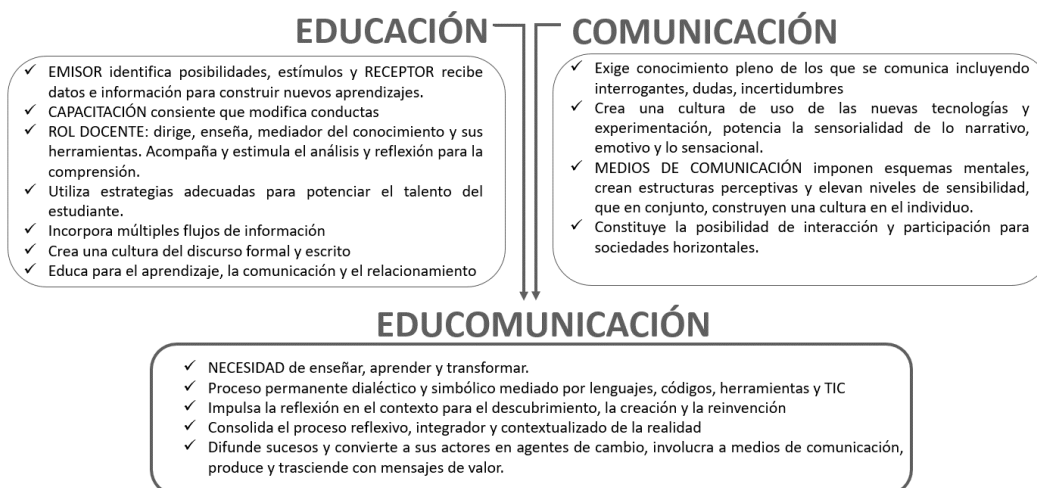 EDUCACIÓN
✓ EMISOR identifica posibilidades, estímulos y RECEPTOR recibe
datos e información para construir nuevos aprendizajes.
✓ CAPACITACIÓN consiente que modifica conductas
✓ ROL DOCENTE: dirige, enseña, mediador del conocimiento y sus
herramientas. Acompaña y estimula el análisis y reflexión para la
comprensión.
✓ Utiliza estrategias adecuadas para potenciar el talento del
estudiante.
✓ Incorpora múltiples flujos de información
✓ Crea una cultura del discurso formal y escrito
✓ Educa para el aprendizaje, la comunicación y el relacionamiento
COMUNICACIÓN
✓ Exige conocimiento pleno de los que se comunica incluyendo
interrogantes, dudas, incertidumbres
✓ Crea una cultura de uso de las nuevas tecnologías y
experimentación, potencia la sensorialidad de lo narrativo,
emotivo y lo sensacional.
✓ MEDIOS DE COMUNICACIÓN imponen esquemas mentales,
crean estructuras perceptivas y elevan niveles de sensibilidad,
que en conjunto, construyen una cultura en el individuo.
✓ Constituye la posibilidad de interacción y participación para
sociedades horizontales.
EDUCOMUNICACIÓN
✓ NECESIDAD de enseñar, aprender y transformar.
✓ Proceso permanente dialéctico y simbólico mediado por lenguajes, códigos, herramientas y TIC
✓ Impulsa la reflexión en el contexto para el descubrimiento, la creación y la reinvención
✓ Consolida el proceso reflexivo, integrador y contextualizado de la realidad
✓ Difunde sucesos y convierte a sus actores en agentes de cambio, involucra a medios de comunicación,
produce y trasciende con mensajes de valor.